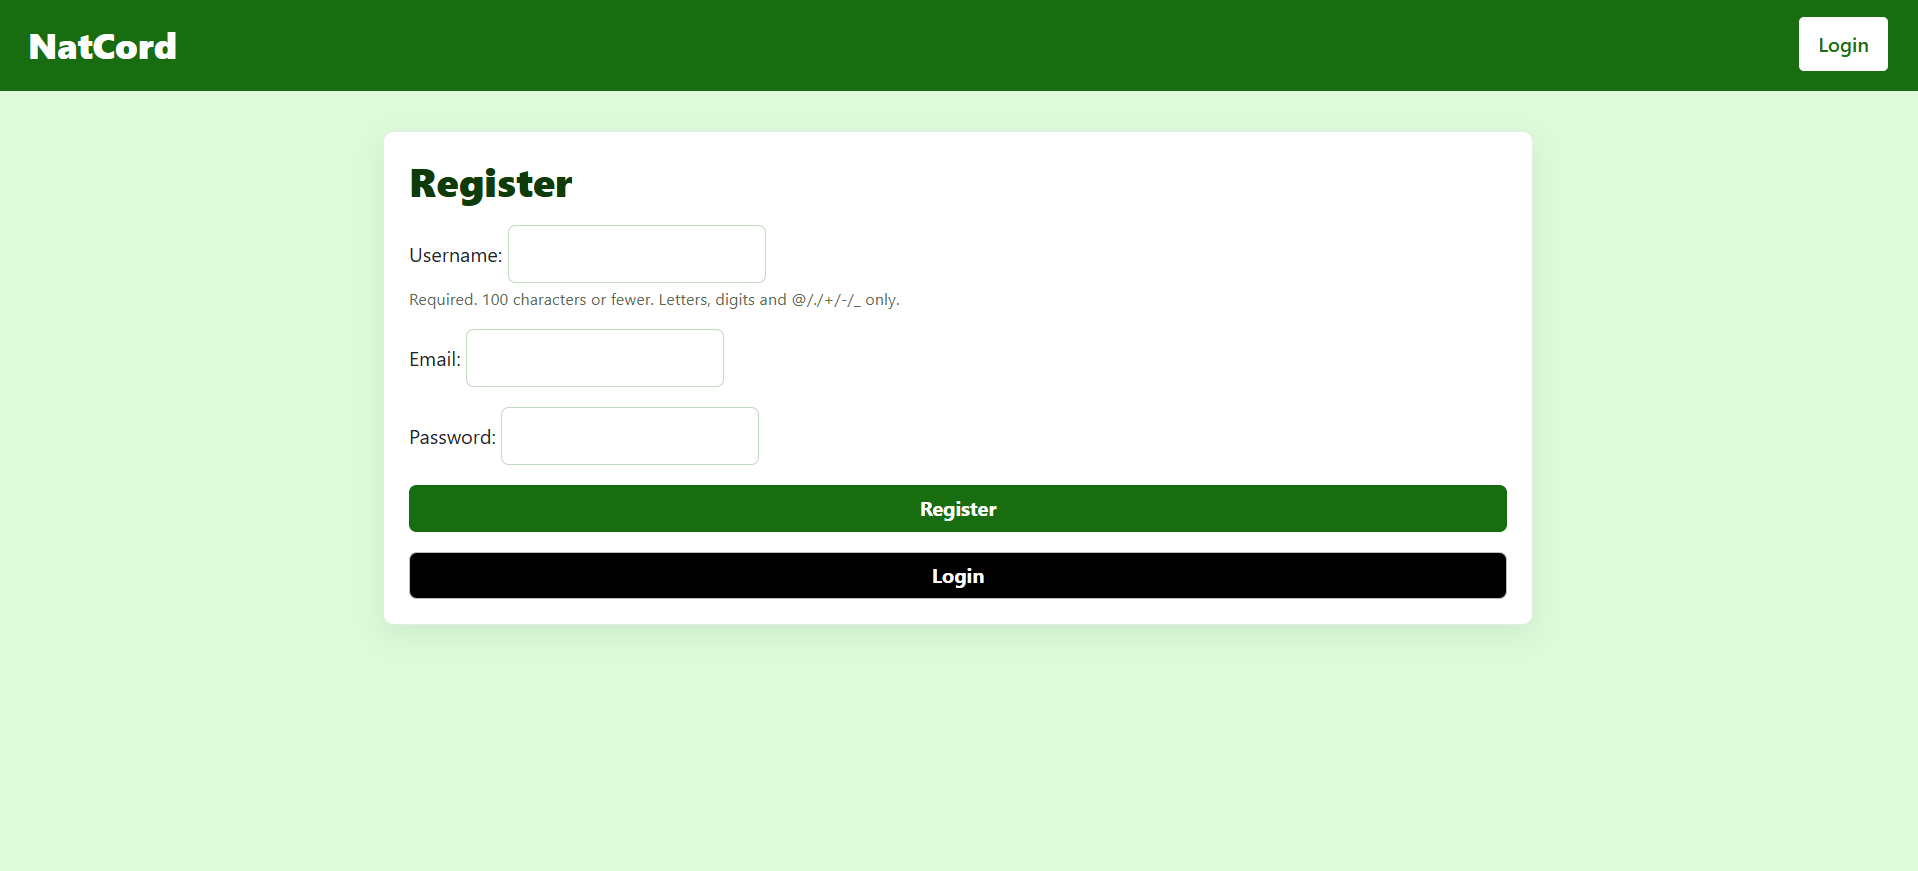 NatCord
Login
Register
Username:
Required. 100 characters or fewer. Letters, digits and @/./+/-/_ only.
Email:
Password:
Register
Login